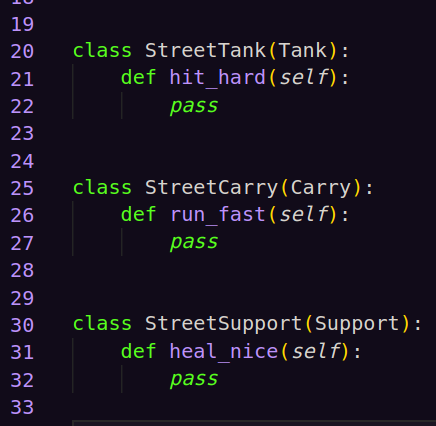 19
20 class StreetTank(Tank):
21     def hit_hard(self):
22         pass
23
24
25 class StreetCarry(Carry):
26     def run_fast(self):
27         pass
28
29
30 class StreetSupport(Support):
31     def heal_nice(self):
32         pass
33